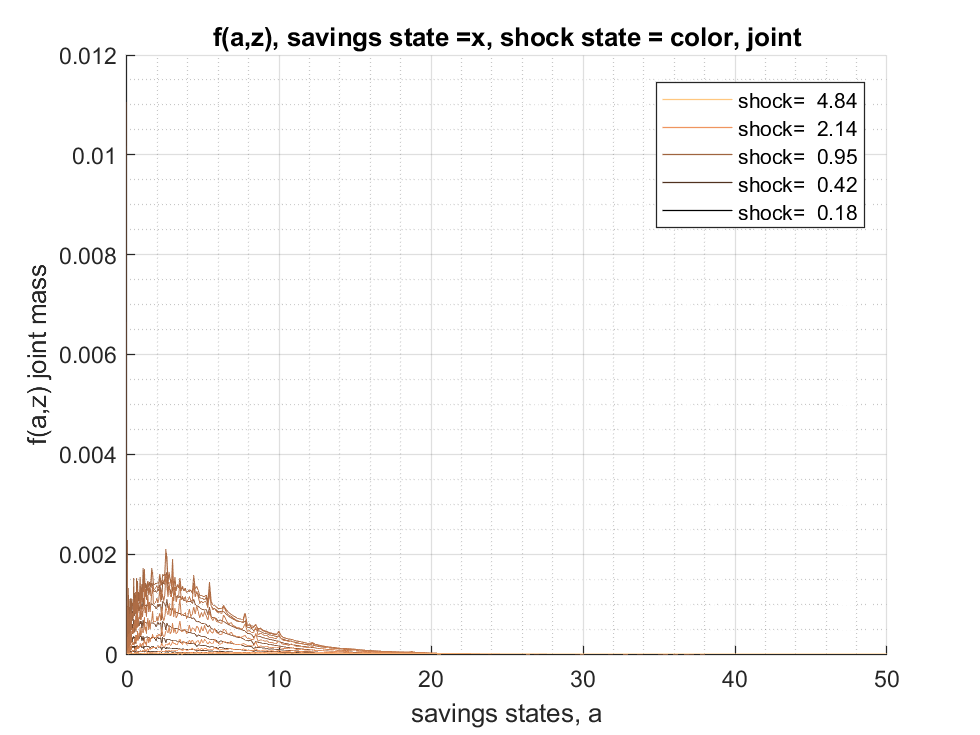 f(a,z), savings state =x, shock state = color, joint
0.012
0.01
0.008
0.006
0.004
0.002
0
f(a,z) joint mass
shock=  4.84
shock=  2.14
shock=  0.95
shock=  0.42
shock=  0.18
0 10 20 30 40 50
savings states, a